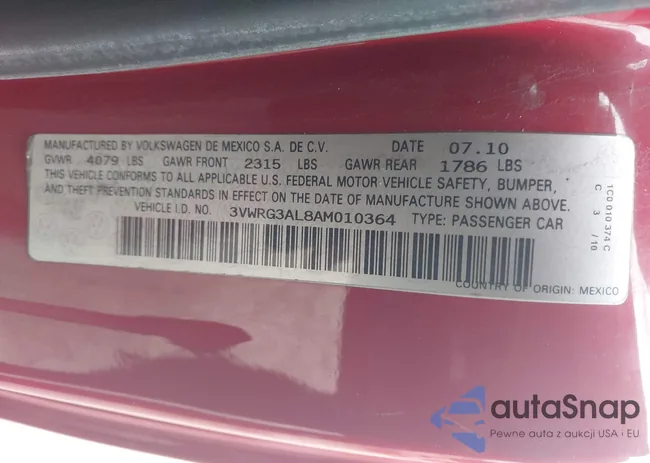 MANUFACTURED BY VOLKSWAGEN DE MEXICO S.A. DE C.V. DATE 07.10
GVWR 4079 LBS GAWR FRONT 2315 LBS GAWR REAR 1786 LBS
THIS VEHICLE CONFORMS TO ALL APPLICABLE U.S. FEDERAL MOTOR VEHICLE SAFETY, BUMPER,
AND THEFT PREVENTION STANDARDS IN EFFECT ON THE DATE OF MANUFACTURE SHOWN ABOVE.
VEHICLE I.D. NO. 3VWRG3AL8AM010364 TYPE: PASSENGER CAR
COUNTRY OF ORIGIN: MEXICO
1C0 010 374 C
C 3 /10
autoSnap
Pewne auta z aukcji USA i EU